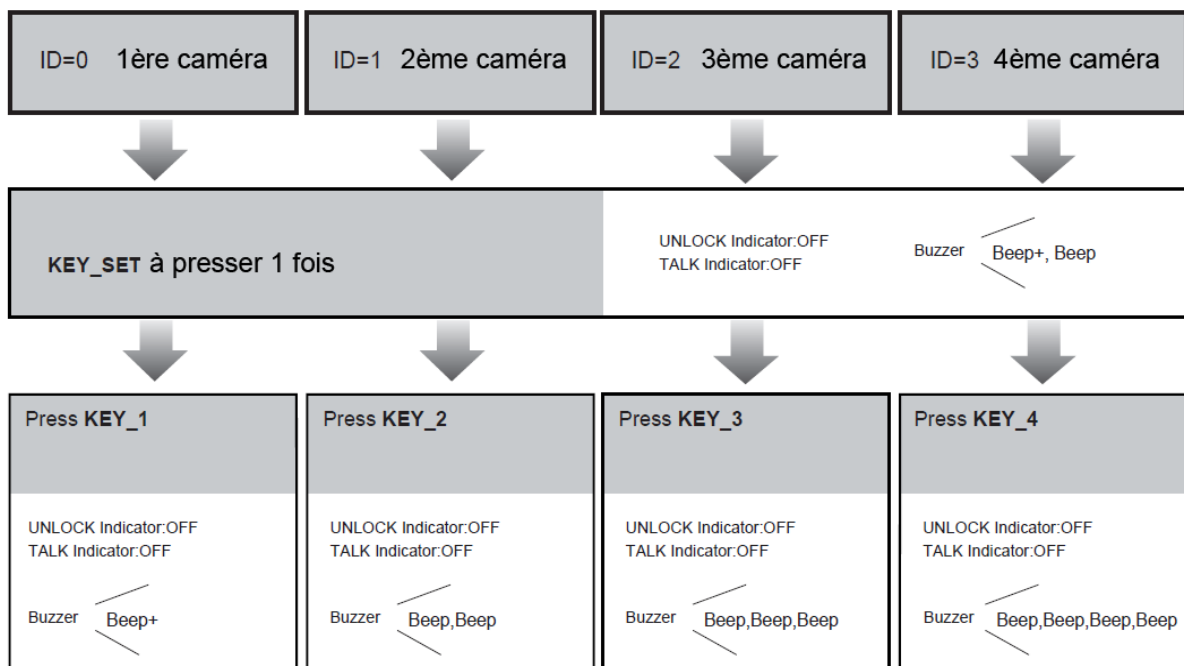 ID=0 1ère caméra
ID=1 2ème caméra
ID=2 3ème caméra
ID=3 4ème caméra
KEY_SET à presser 1 fois
UNLOCK Indicator:OFF
TALK Indicator:OFF
Buzzer Beep+, Beep
Press KEY_1
UNLOCK Indicator:OFF
TALK Indicator:OFF
Buzzer Beep+
Press KEY_2
UNLOCK Indicator:OFF
TALK Indicator:OFF
Buzzer Beep,Beep
Press KEY_3
UNLOCK Indicator:OFF
TALK Indicator:OFF
Buzzer Beep,Beep,Beep
Press KEY_4
UNLOCK Indicator:OFF
TALK Indicator:OFF
Buzzer Beep,Beep,Beep,Beep